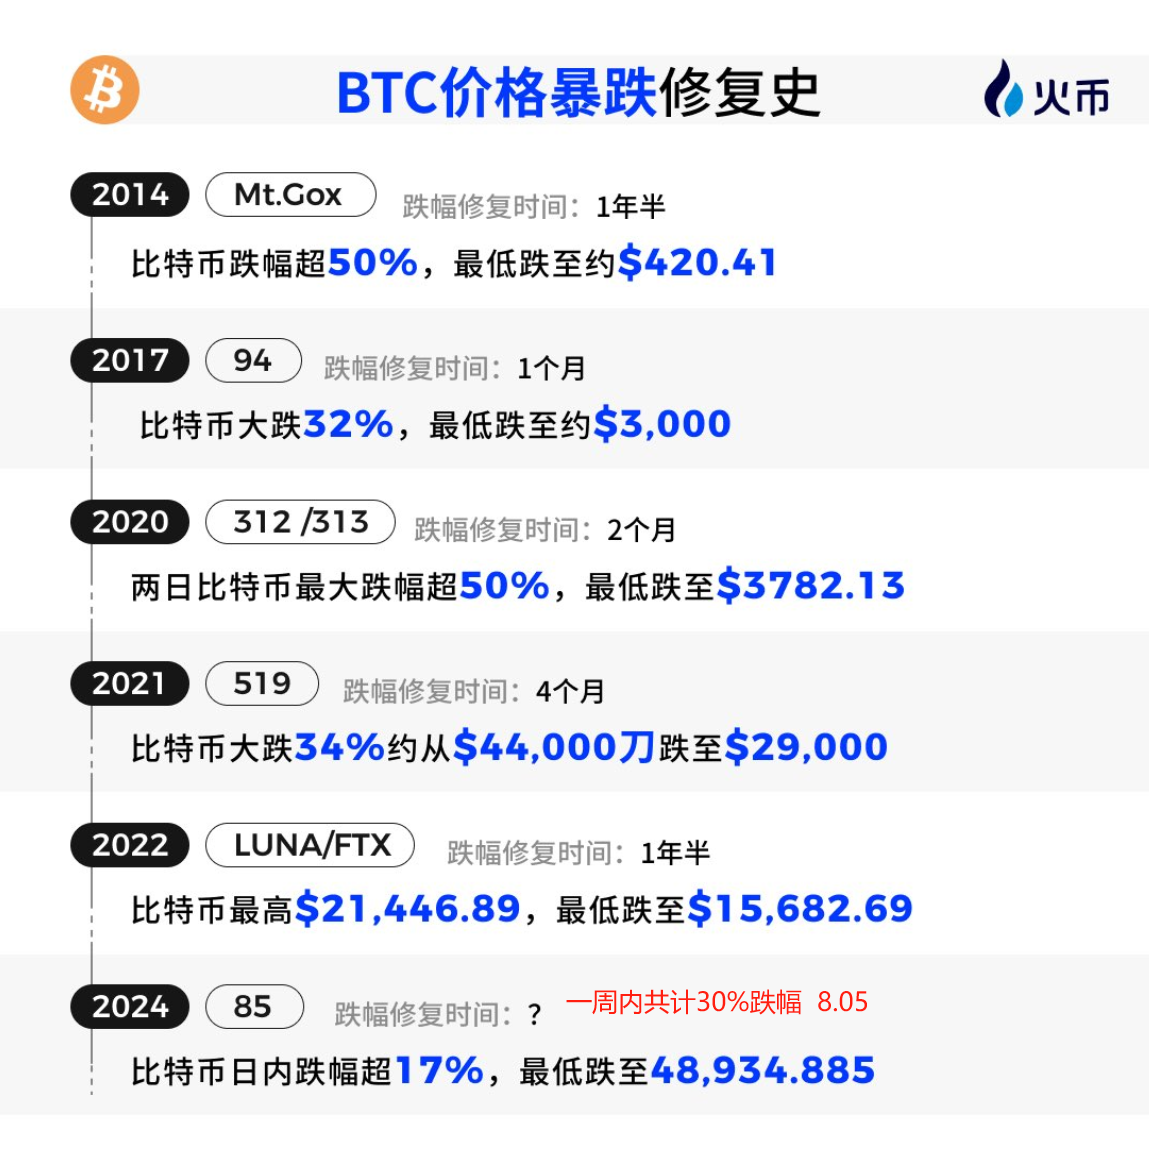 BTC价格暴跌修复史
火币
2014 Mt.Gox 跌幅修复时间：1年半
比特币跌幅超50%，最低跌至约$420.41
2017 94 跌幅修复时间：1个月
比特币大跌32%，最低跌至约$3,000
2020 312 /313 跌幅修复时间：2个月
两日比特币最大跌幅超50%，最低跌至$3782.13
2021 519 跌幅修复时间：4个月
比特币大跌34%约从$44,000刀跌至$29,000
2022 LUNA/FTX 跌幅修复时间：1年半
比特币最高$21,446.89，最低跌至$15,682.69
2024 85 跌幅修复时间：? 一周内共计30%跌幅 8.05
比特币日内跌幅超17%，最低跌至48,934.885